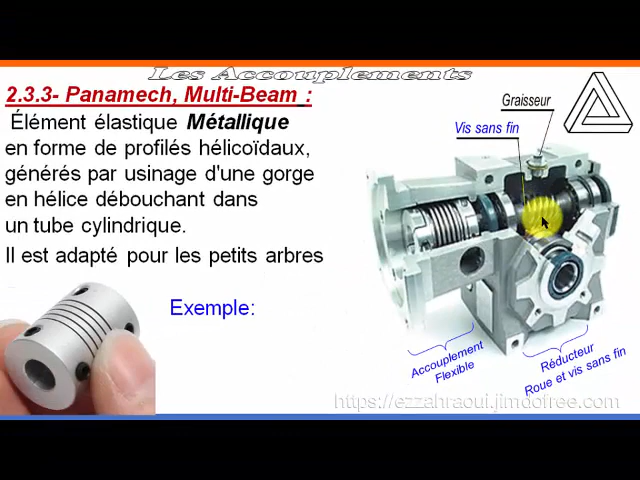 Les Accouplements
2.3.3- Panamech, Multi-Beam :
Élément élastique Métallique
en forme de profilés hélicoïdaux,
générés par usinage d'une gorge
en hélice débouchant dans
un tube cylindrique.
Il est adapté pour les petits arbres
Exemple:
Graisseur
Vis sans fin
Accouplement
Flexible
Réducteur
Roue et vis sans fin
https://ezzahraoui.jimdofree.com